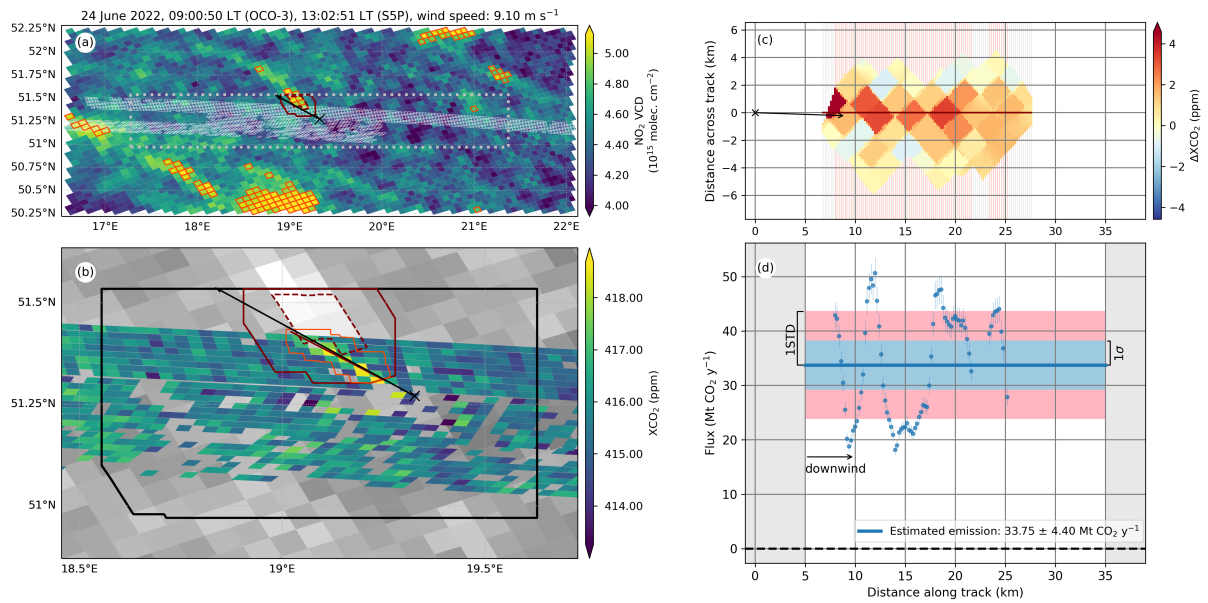 24 June 2022, 09:00:50 LT (OCO-3), 13:02:51 LT (S5P), wind speed: 9.10 m s⁻¹
(a)
52.25°N
52°N
51.75°N
51.5°N
51.25°N
51°N
50.75°N
50.5°N
50.25°N
17°E 18°E 19°E 20°E 21°E 22°E
5.00
4.80
4.60
4.40
4.20
4.00
NO₂ VCD
(10¹⁵ molec. cm⁻²)
(b)
51.5°N
51.25°N
51°N
18.5°E 19°E 19.5°E
418.00
417.00
416.00
415.00
414.00
XCO₂ (ppm)
(c)
Distance across track (km)
6
4
2
0
−2
−4
−6
0 5 10 15 20 25 30 35
4
2
0
−2
−4
ΔXCO₂ (ppm)
(d)
Flux (Mt CO₂ y⁻¹)
50
40
30
20
10
0
1STD
1σ
downwind
Estimated emission: 33.75 ± 4.40 Mt CO₂ y⁻¹
0 5 10 15 20 25 30 35
Distance along track (km)